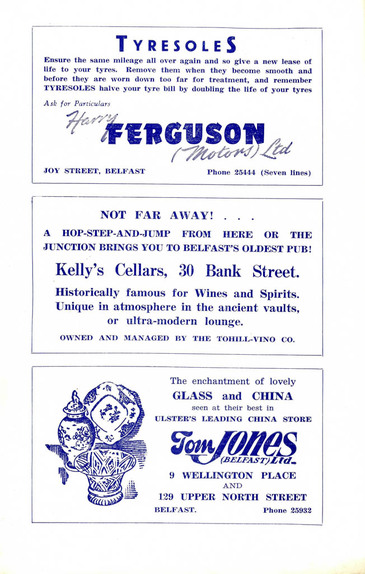 TYRESOLES
Ensure the same mileage all over again and so give a new lease of
life to your tyres. Remove them when they become smooth and
before they are worn down too far for treatment, and remember
TYRESOLES halve your tyre bill by doubling the life of your tyres
Ask for Particulars
Harry
FERGUSON
(Motors) Ltd
JOY STREET, BELFAST Phone 25444 (Seven lines)
NOT FAR AWAY! . . .
A HOP-STEP-AND-JUMP FROM HERE OR THE
JUNCTION BRINGS YOU TO BELFAST'S OLDEST PUB!
Kelly's Cellars, 30 Bank Street.
Historically famous for Wines and Spirits.
Unique in atmosphere in the ancient vaults,
or ultra-modern lounge.
OWNED AND MANAGED BY THE TOHILL-VINO CO.
The enchantment of lovely
GLASS and CHINA
seen at their best in
ULSTER'S LEADING CHINA STORE
Tom JONES
(BELFAST) Ltd.
9 WELLINGTON PLACE
AND
129 UPPER NORTH STREET
BELFAST. Phone 25932